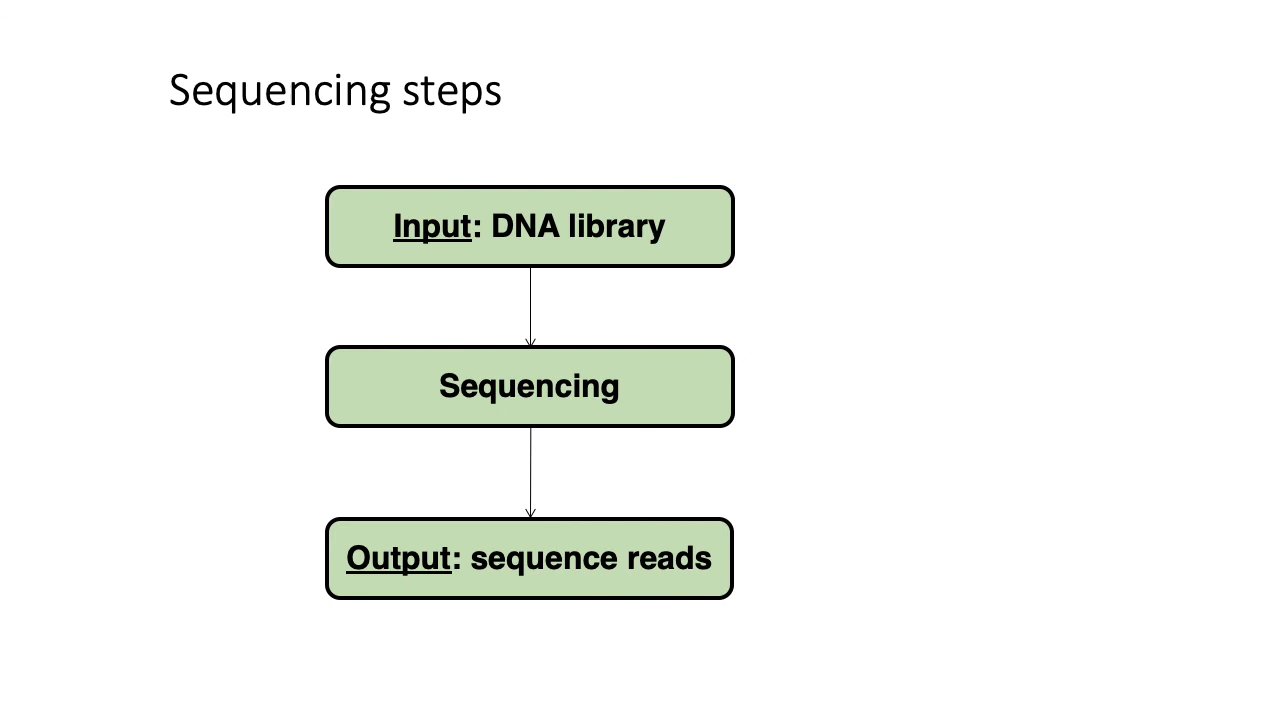 Sequencing steps
Input: DNA library
Sequencing
Output: sequence reads